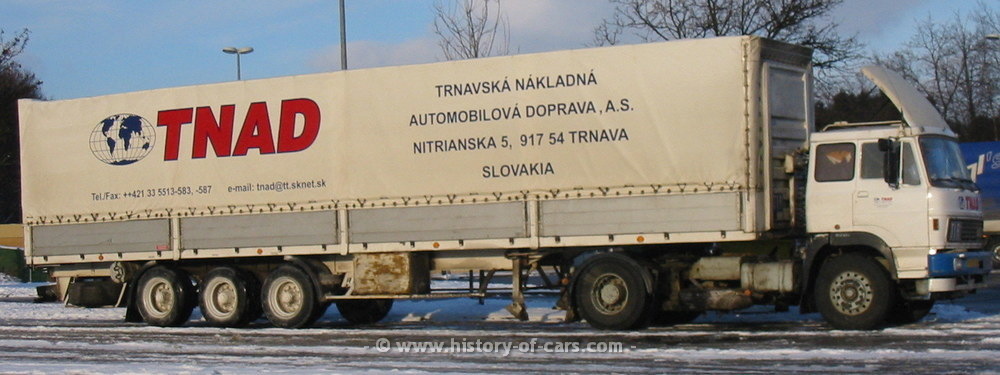 TNAD
Tel./Fax: ++421 33 5513-583, -587 e-mail: tnad@tt.sknet.sk
TRNAVSKÁ NÁKLADNÁ
AUTOMOBILOVÁ DOPRAVA, A.S.
NITRIANSKA 5, 917 54 TRNAVA
SLOVAKIA
TNAD
© www.history-of-cars.com